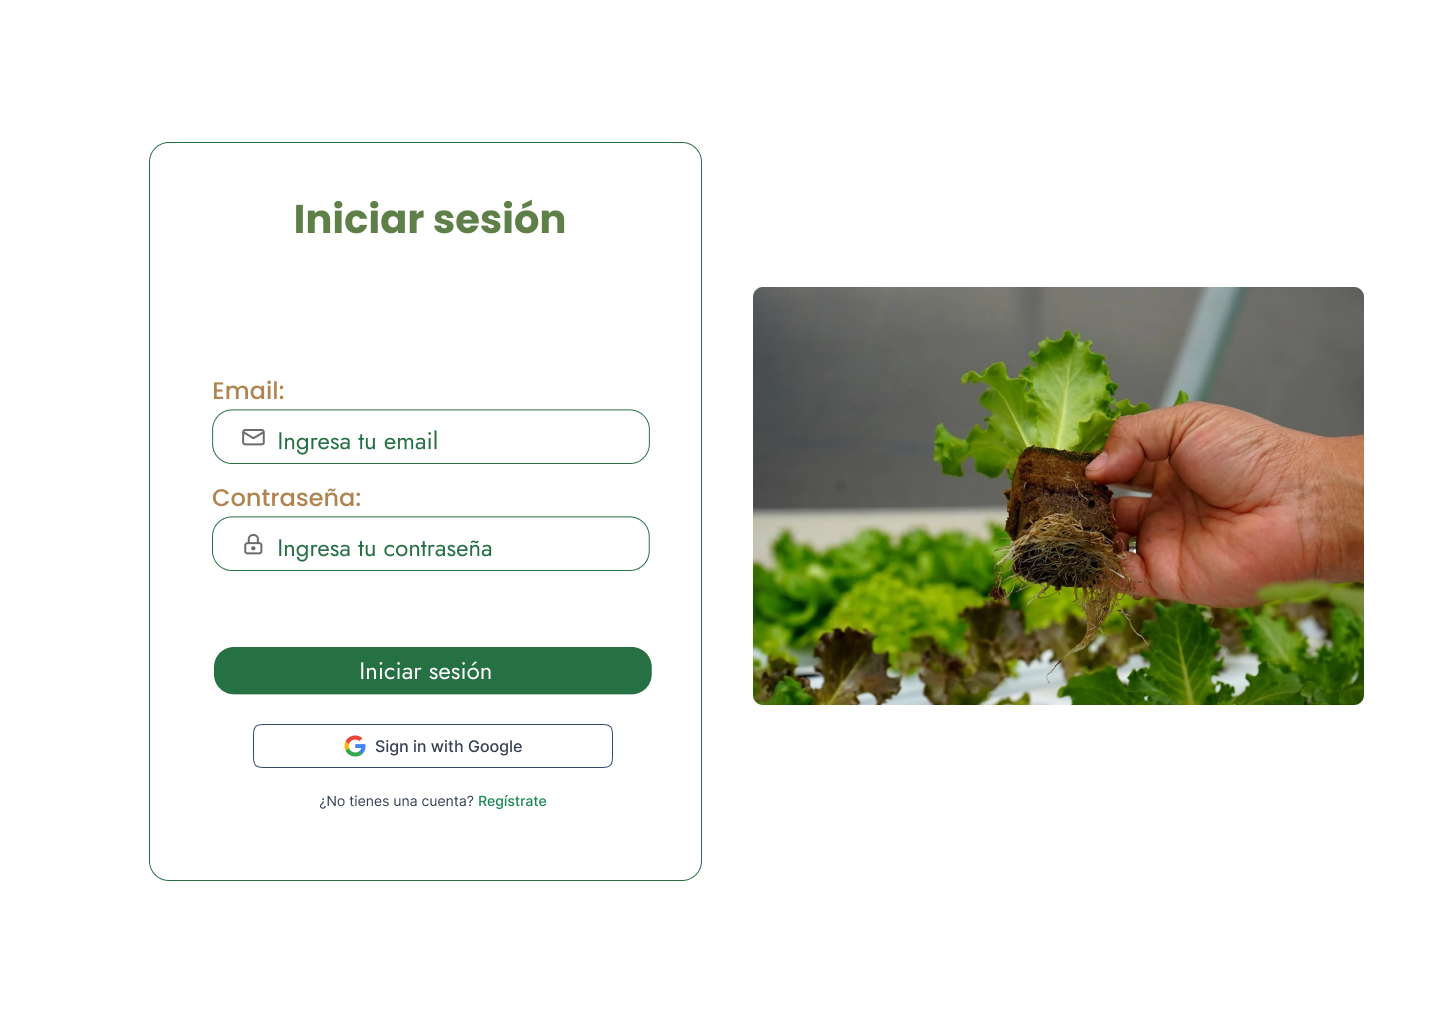 Iniciar sesión
Email:
Ingresa tu email
Contraseña:
Ingresa tu contraseña
Iniciar sesión
Sign in with Google
¿No tienes una cuenta? Regístrate